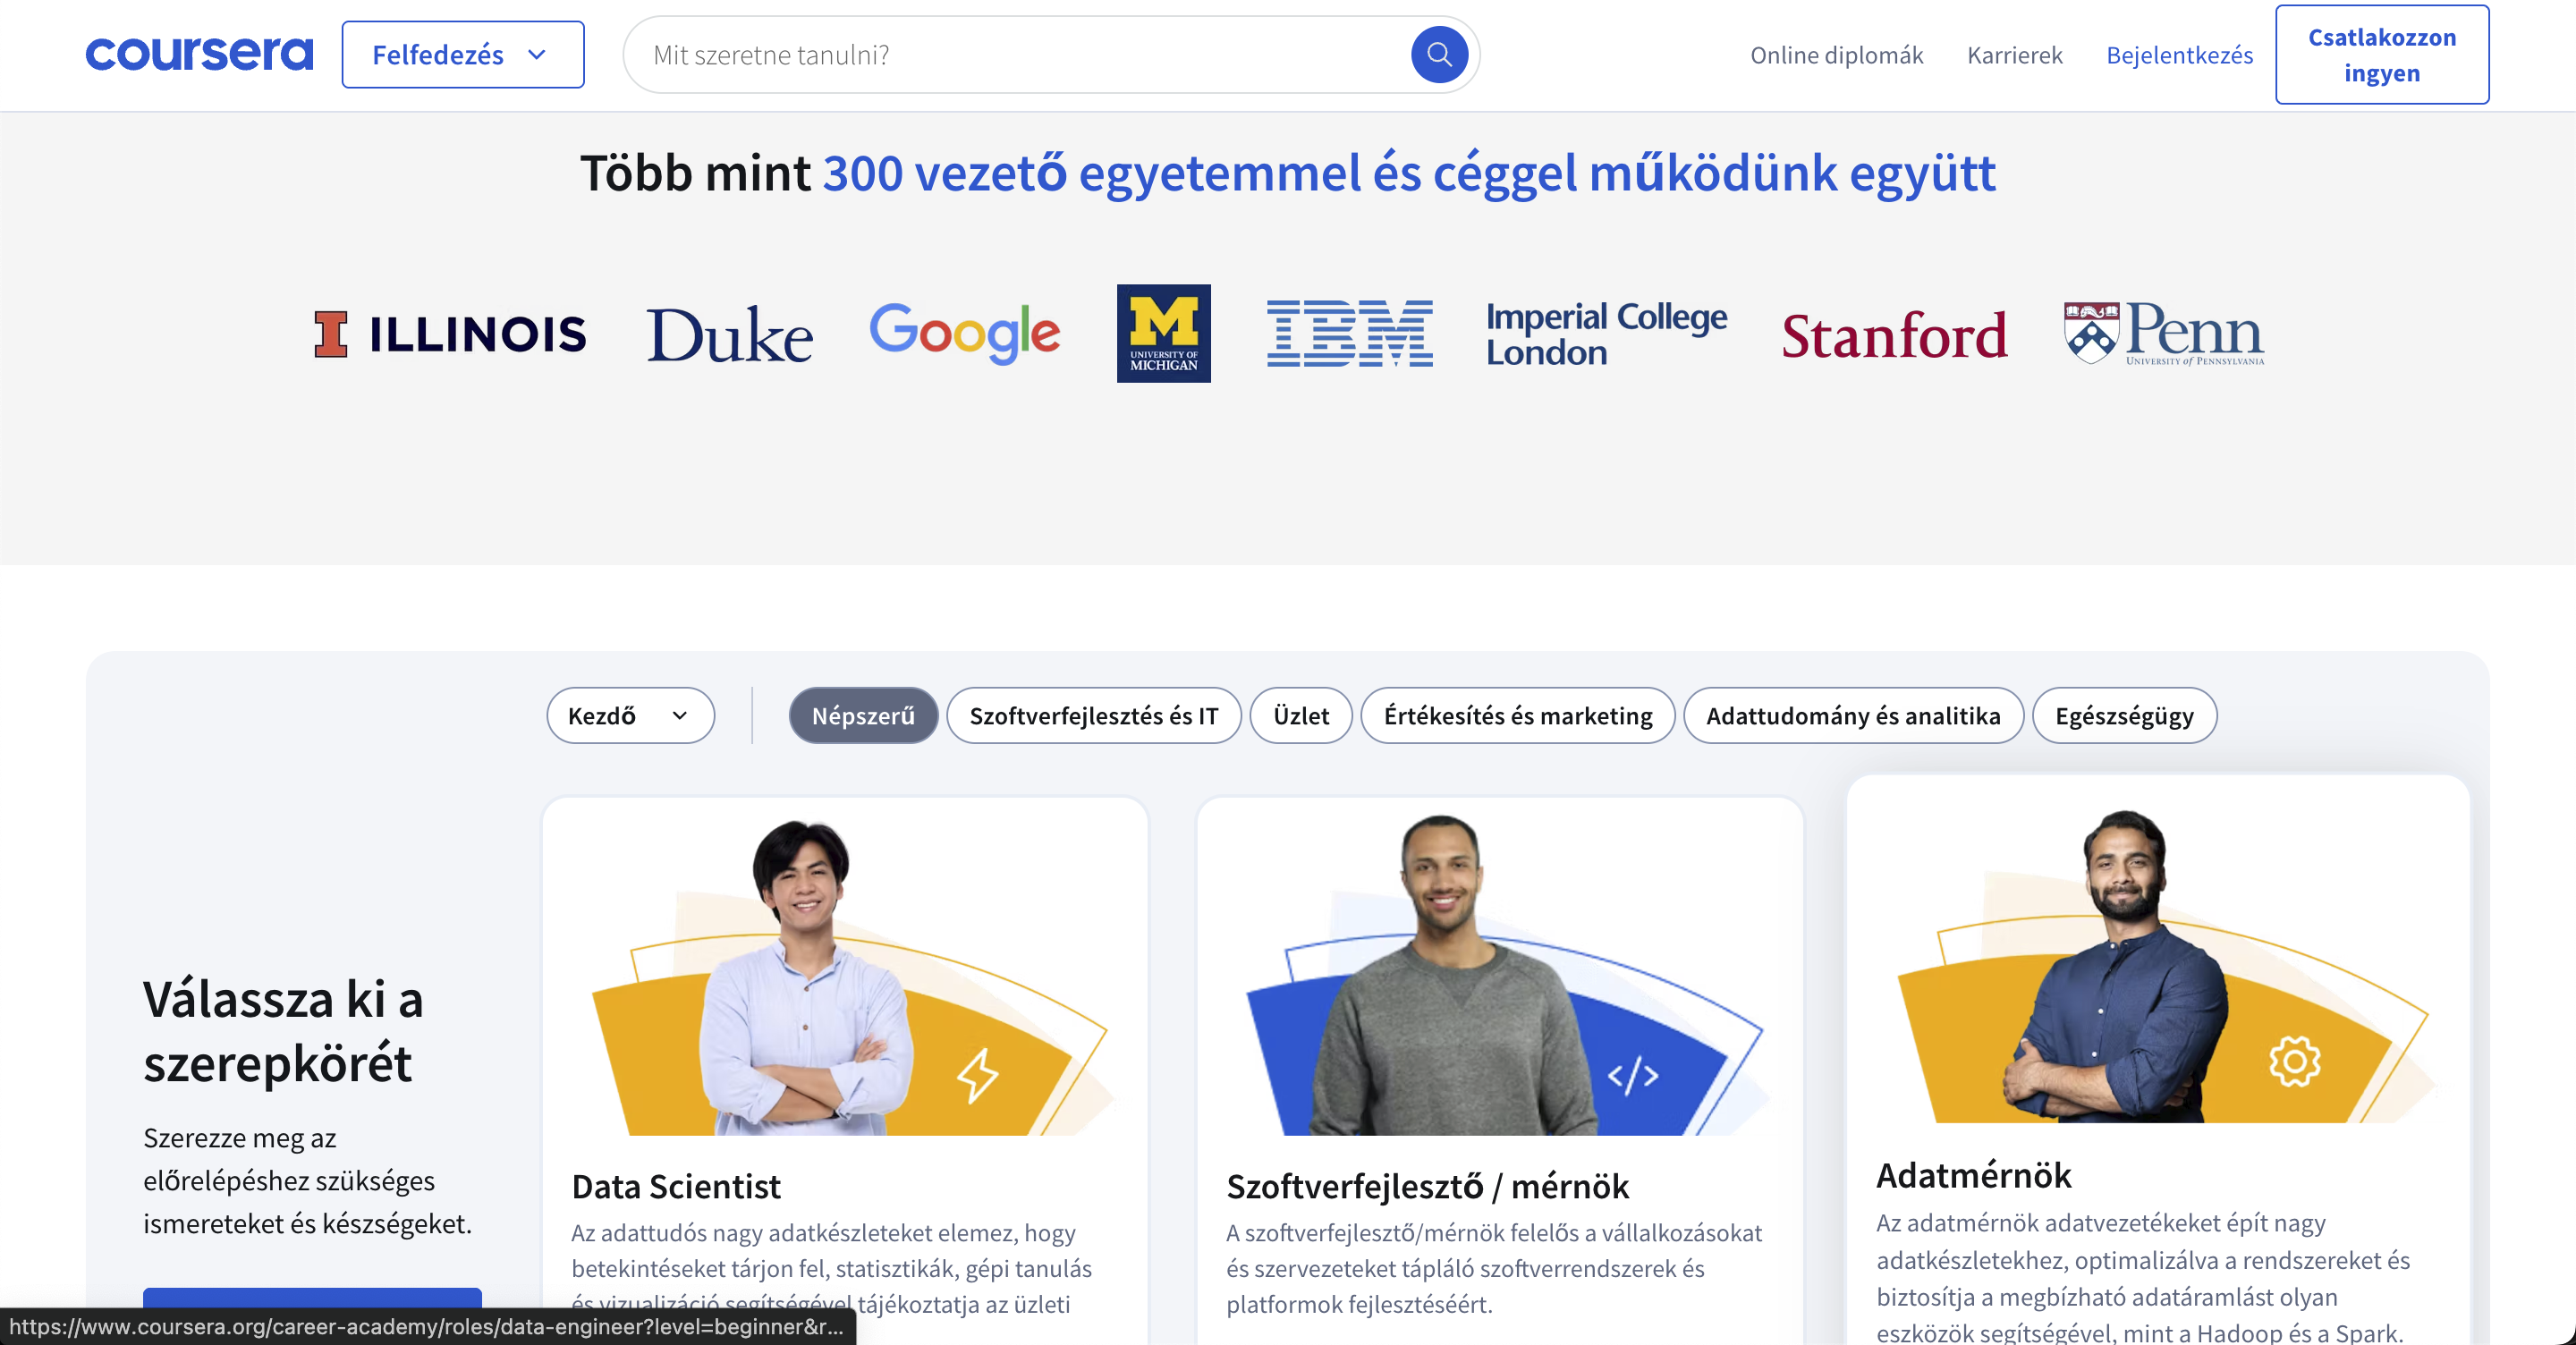 coursera
Felfedezés
Mit szeretne tanulni?
Online diplomák
Karrierek
Bejelentkezés
Csatlakozzon
ingyen
Több mint 300 vezető egyetemmel és céggel működünk együtt
I ILLINOIS
Duke
Google
M
UNIVERSITY OF
MICHIGAN
IBM
Imperial College
London
Stanford
Penn
UNIVERSITY of PENNSYLVANIA
Kezdő
Népszerű
Szoftverfejlesztés és IT
Üzlet
Értékesítés és marketing
Adattudomány és analitika
Egészségügy
Válassza ki a
szerepkörét
Szerezze meg az
előrelépéshez szükséges
ismereteket és készségeket.
</>
Data Scientist
Az adattudós nagy adatkészleteket elemez, hogy
betekintéseket tárjon fel, statisztikák, gépi tanulás
és vizualizáció segítségével tájékoztatja az üzleti
Szoftverfejlesztő / mérnök
A szoftverfejlesztő/mérnök felelős a vállalkozásokat
és szervezeteket tápláló szoftverrendszerek és
platformok fejlesztéséért.
Adatmérnök
Az adatmérnök adatvezetékeket épít nagy
adatkészletekhez, optimalizálva a rendszereket és
biztosítja a megbízható adatáramlást olyan
eszközök segítségével, mint a Hadoop és a Spark.
https://www.coursera.org/career-academy/roles/data-engineer?level=beginner&r...